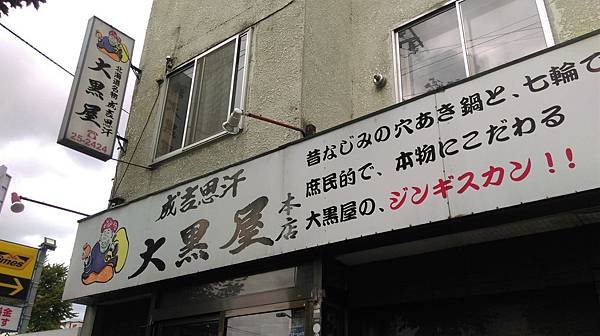 北海道名物 成吉思汗
大黒屋
☎25-2424
成吉思汗
大黒屋
本店
昔なじみの穴あき鍋と、七輪で
庶民的で、本物にこだわる
大黒屋の、ジンギスカン!!
imes